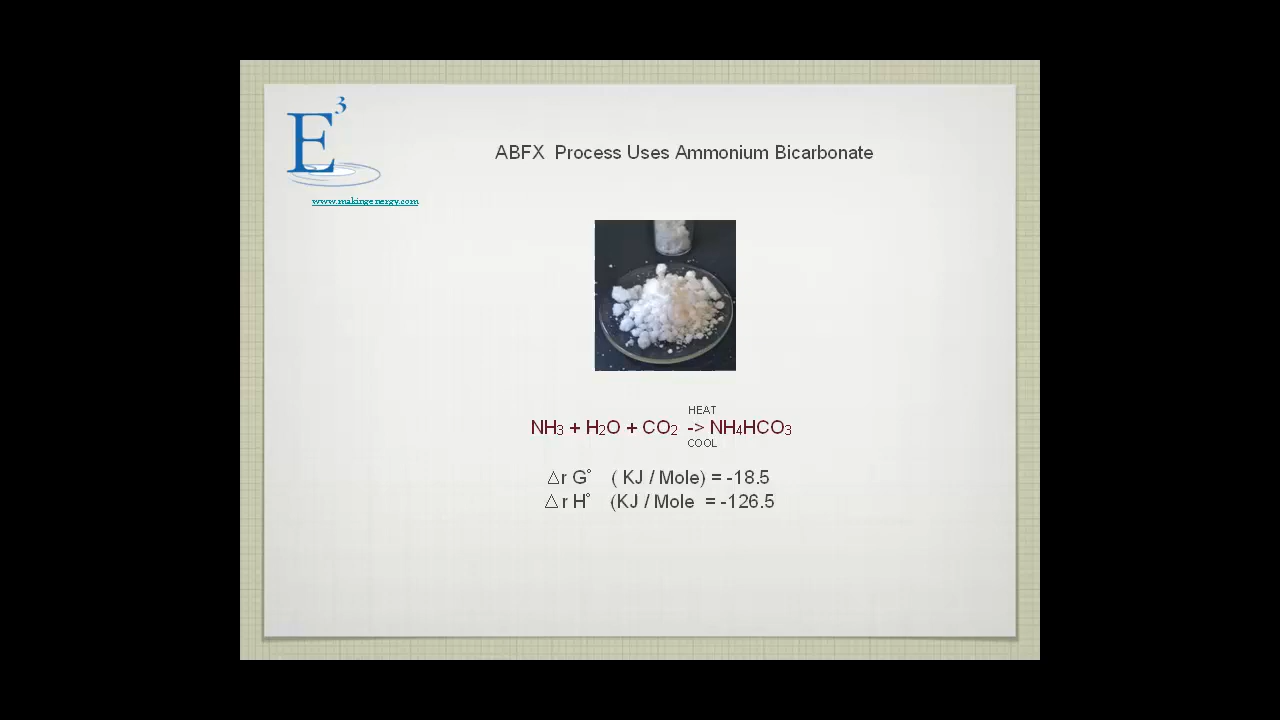 E³
ABFX Process Uses Ammonium Bicarbonate
www.makingenergy.com
HEAT
NH₃ + H₂O + CO₂ -> NH₄HCO₃
COOL
△r G° ( KJ / Mole) = -18.5
△r H° (KJ / Mole = -126.5